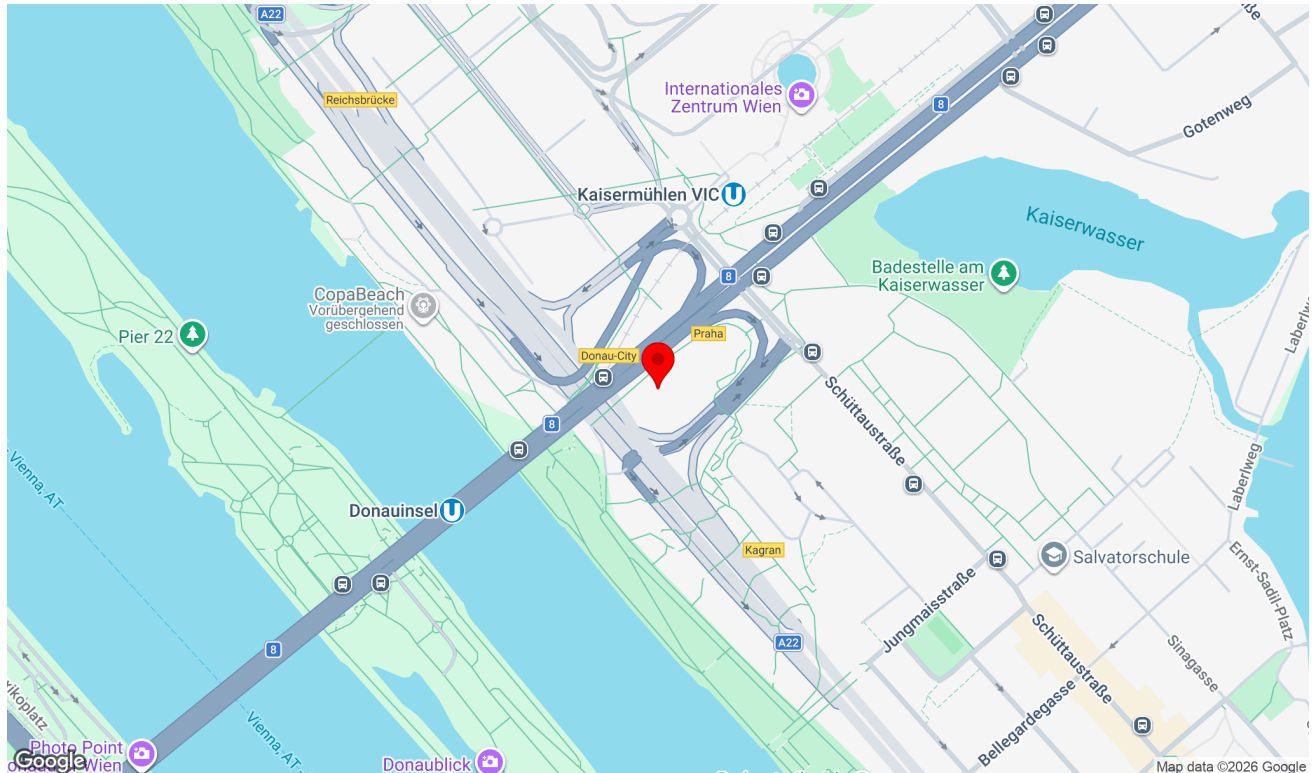 A22
Reichsbrücke
Internationales
Zentrum Wien
8
Gotenweg
Kaisermühlen VIC
Kaiserwasser
8
Badestelle am
Kaiserwasser
CopaBeach
Vorübergehend
geschlossen
Pier 22
Praha
Donau-City
Laberlw
Schüttaustraße
8
Vienna, AT
Donauinsel
Laberlweg
Kagran
Salvatorschule
Ernst-Sadil-Platz
Jungmaisstraße
A22
8
Schüttaustraße
Sinagasse
xikoplatz
Vienna, AT
Bellegardegasse
Photo Point
Wien
Donaublick
Google
Map data ©2026 Google